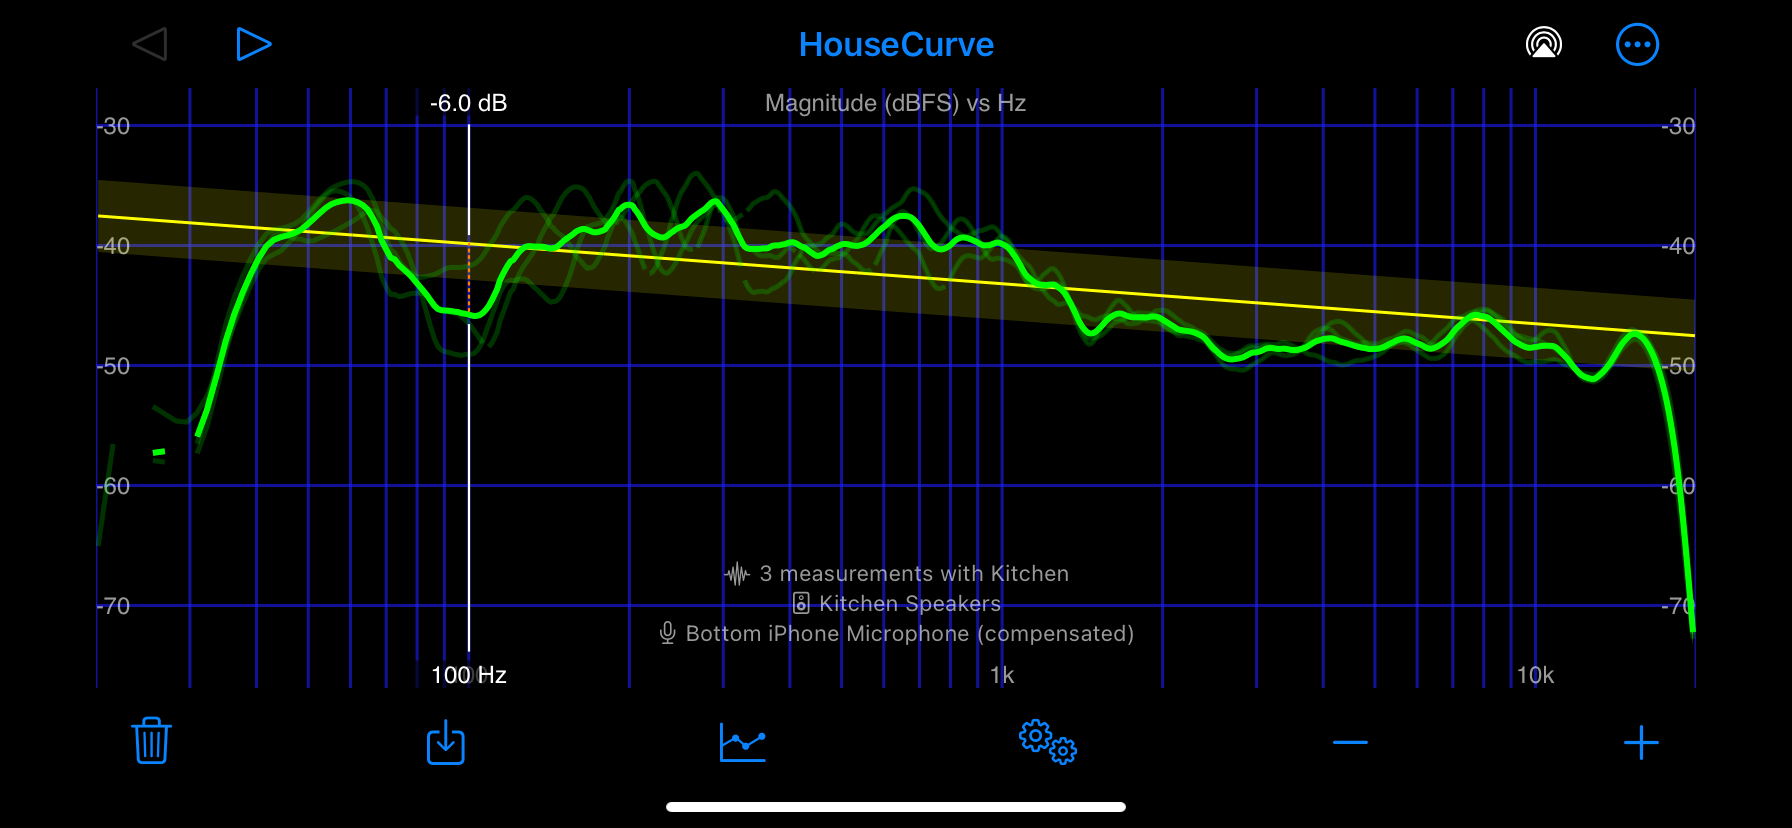 HouseCurve
-6.0 dB
Magnitude (dBFS) vs Hz
-30
-30
-40
-40
-50
-50
-60
-60
-70
-70
3 measurements with Kitchen
Kitchen Speakers
Bottom iPhone Microphone (compensated)
100 Hz
1k
10k